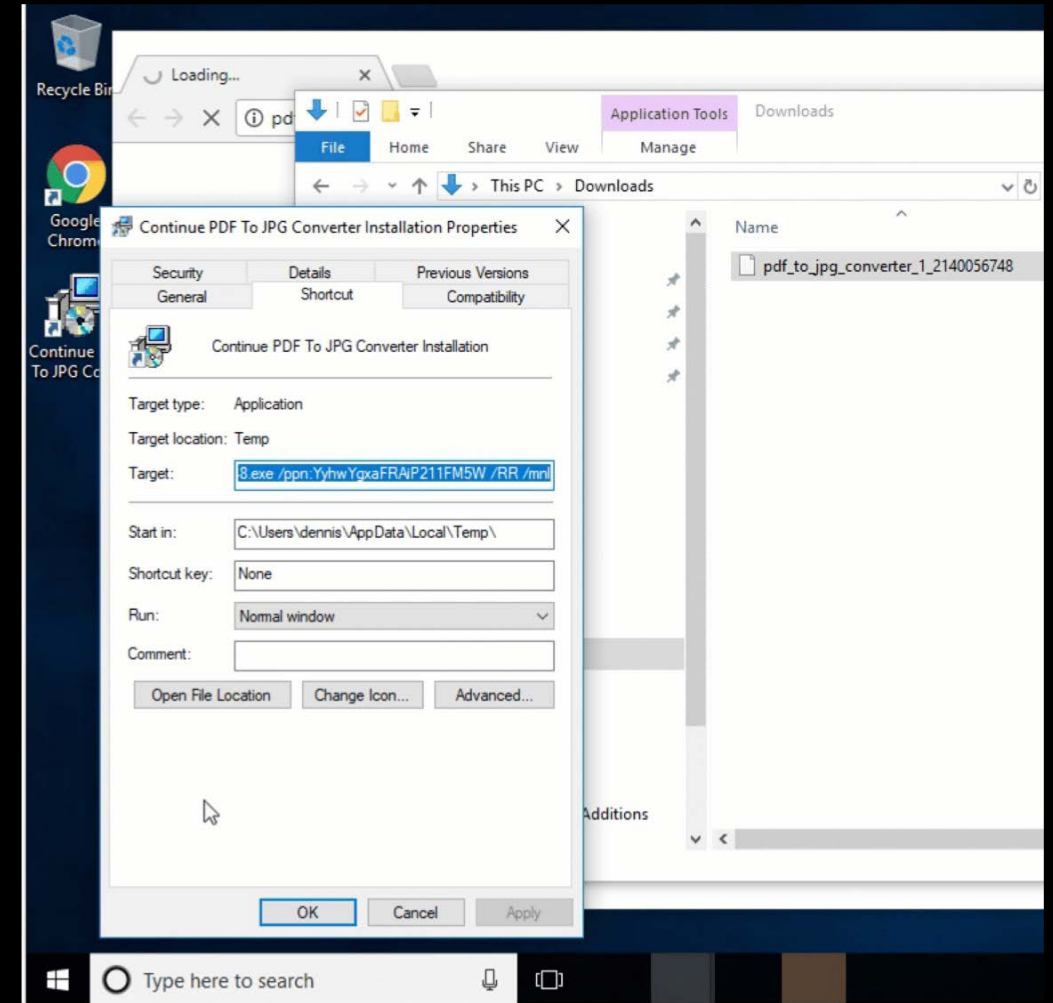 Recycle Bin
Loading...
pd
Application Tools
Downloads
File
Home
Share
View
Manage
This PC
Downloads
Google
Chrom
Continue PDF To JPG Converter Installation Properties
Name
Security
Details
Previous Versions
General
Shortcut
Compatibility
pdf_to_jpg_converter_1_2140056748
Continue
To JPG Co
Continue PDF To JPG Converter Installation
Target type:
Application
Target location:
Temp
Target:
8.exe /ppn:YyhwYgxaFRAiP211FM5W /RR /mnl
Start in:
C:\Users\dennis\AppData\Local\Temp\
Shortcut key:
None
Run:
Normal window
Comment:
Open File Location
Change Icon...
Advanced...
Additions
OK
Cancel
Apply
Type here to search